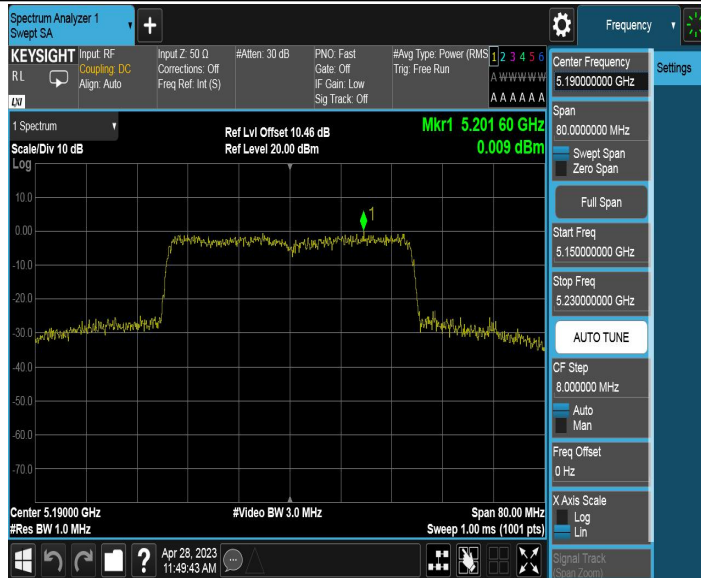 Spectrum Analyzer 1
Swept SA
+
Frequency
KEYSIGHT
RL
LXI
Input: RF
Coupling: DC
Align: Auto
Input Z: 50 Ω
Corrections: Off
Freq Ref: Int (S)
#Atten: 30 dB
PNO: Fast
Gate: Off
IF Gain: Low
Sig Track: Off
#Avg Type: Power (RMS
Trig: Free Run
1 2 3 4 5 6
A W W W W W
A A A A A A
1 Spectrum
Scale/Div 10 dB
Log
Ref Lvl Offset 10.46 dB
Ref Level 20.00 dBm
Mkr1 5.201 60 GHz
0.009 dBm
1
10.0
0.00
-10.0
-20.0
-30.0
-40.0
-50.0
-60.0
-70.0
Center 5.19000 GHz
#Res BW 1.0 MHz
#Video BW 3.0 MHz
Span 80.00 MHz
Sweep 1.00 ms (1001 pts)
?
Apr 28, 2023
11:49:43 AM
Center Frequency
5.190000000 GHz
Span
80.0000000 MHz
Swept Span
Zero Span
Full Span
Start Freq
5.150000000 GHz
Stop Freq
5.230000000 GHz
AUTO TUNE
CF Step
8.000000 MHz
Auto
Man
Freq Offset
0 Hz
X Axis Scale
Log
Lin
Signal Track
(Span Zoom)
Settings